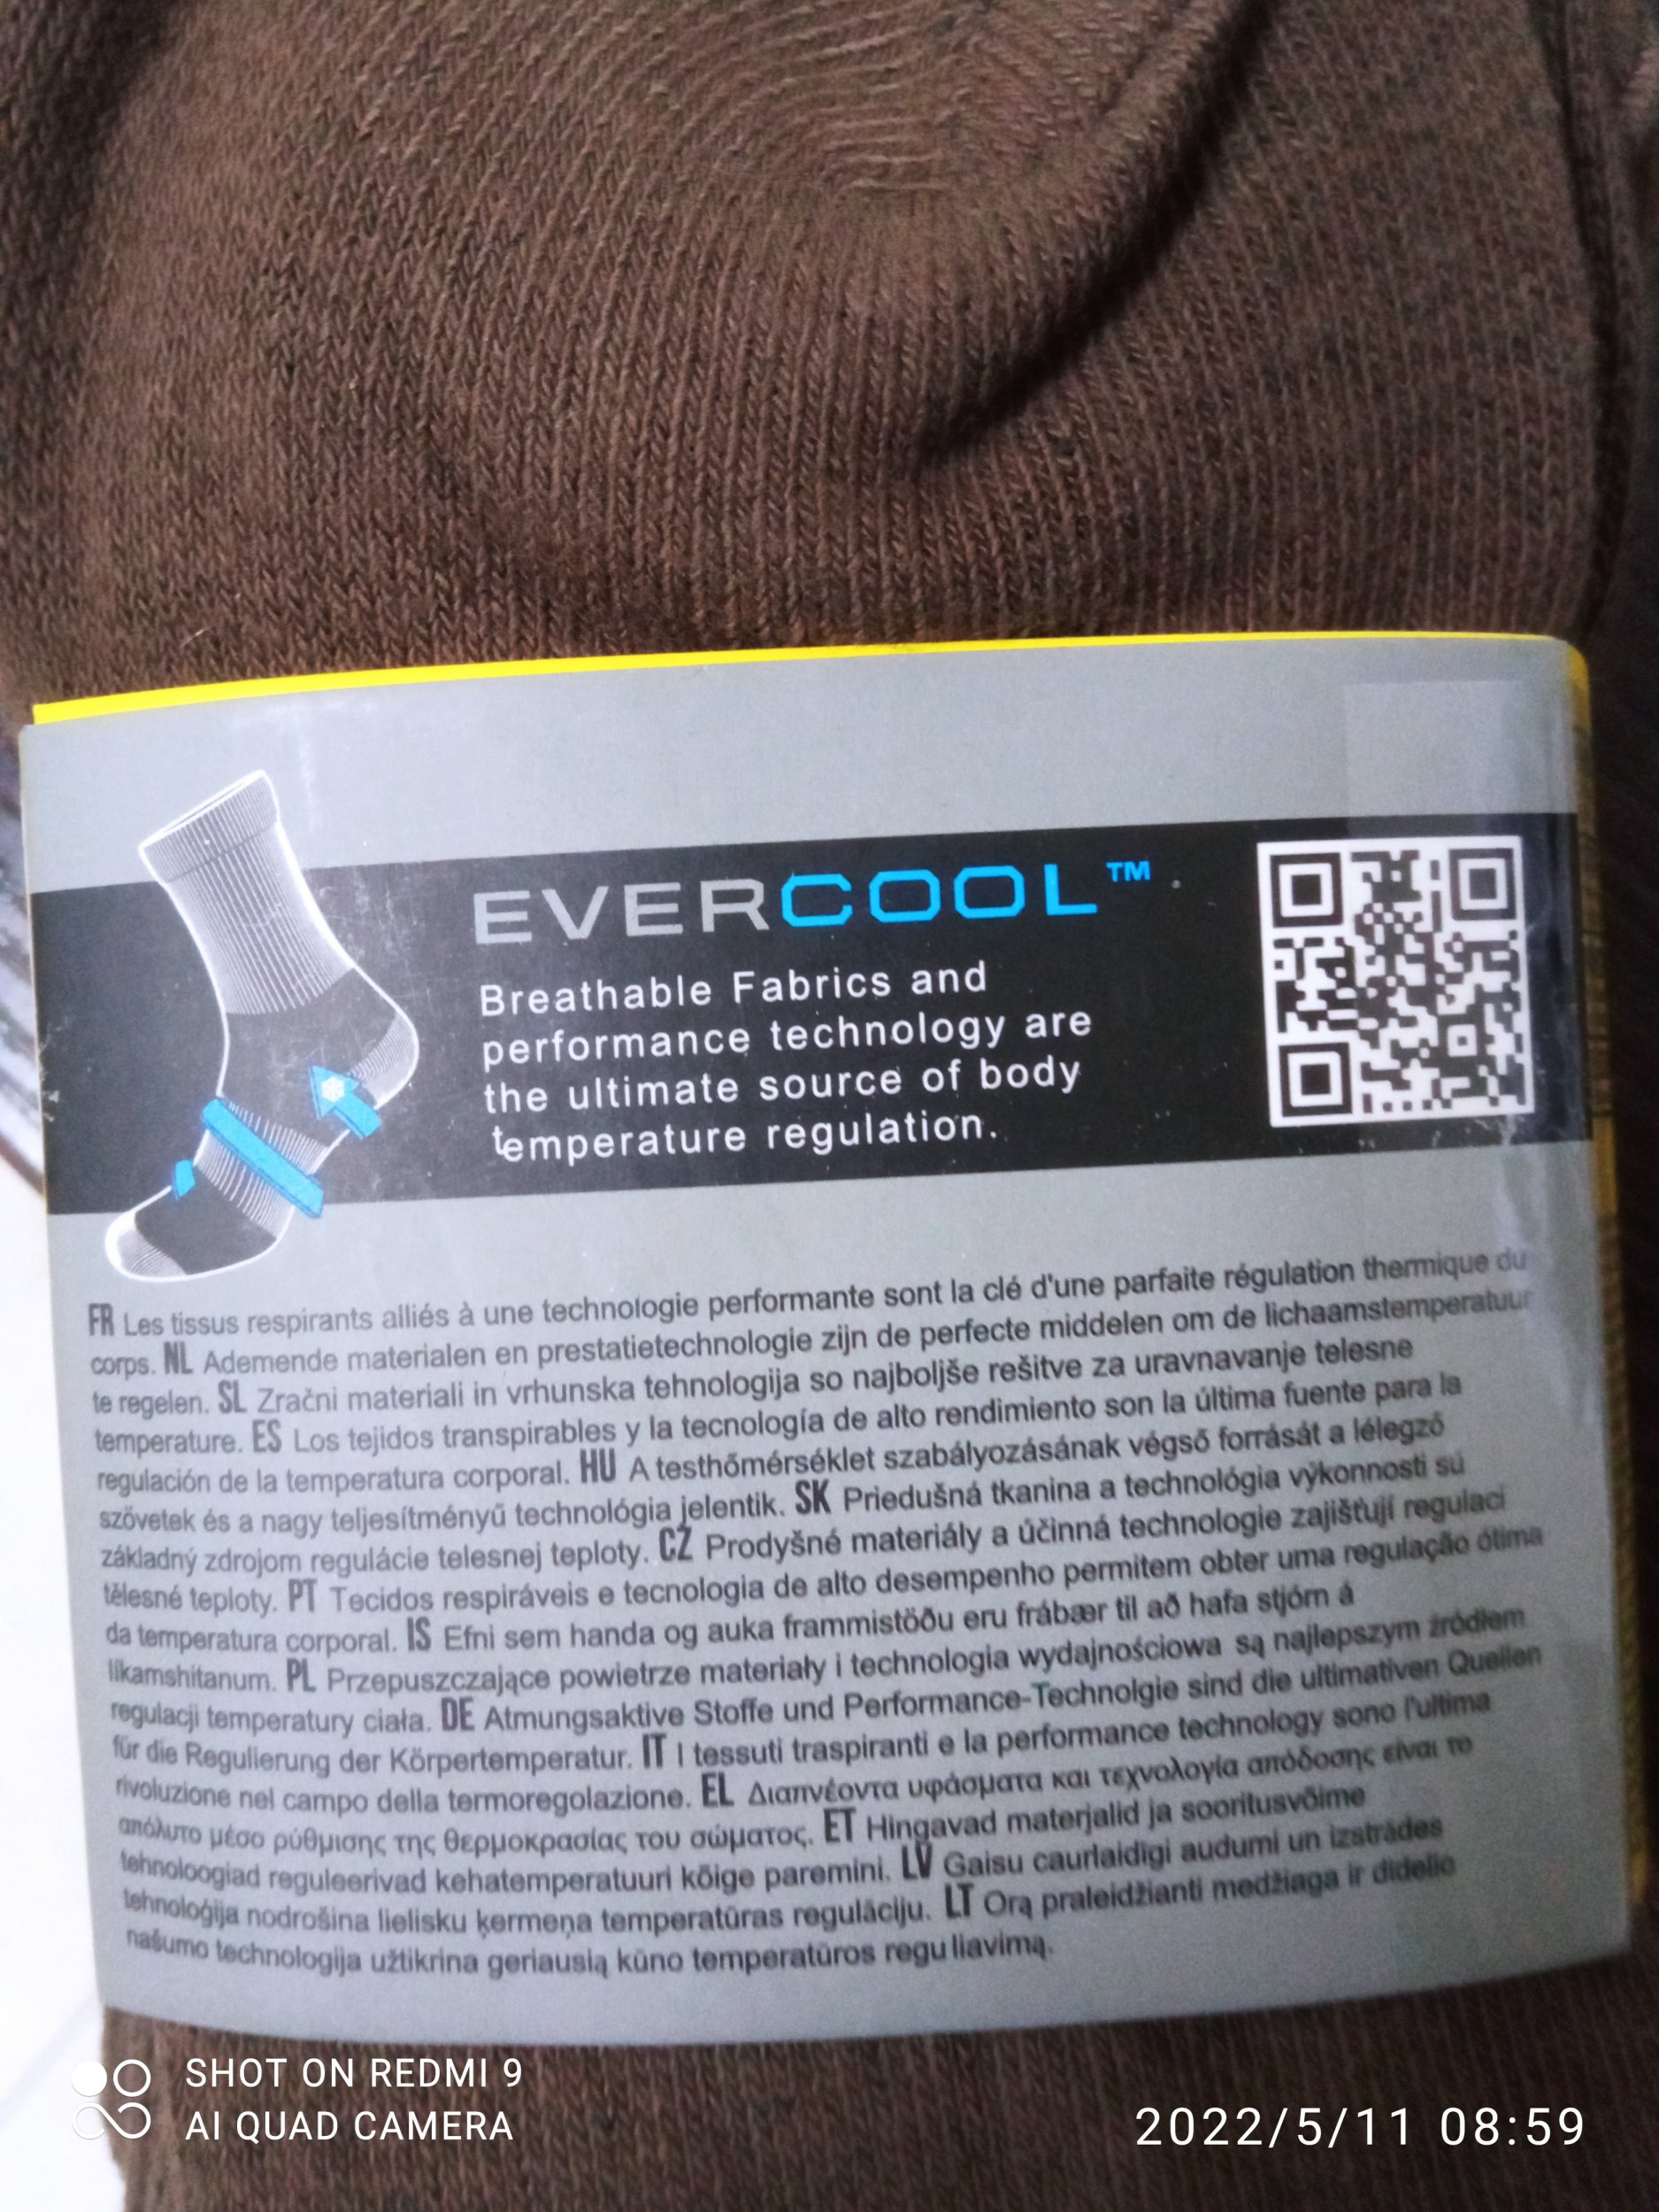 EVERCOOL™
Breathable Fabrics and
performance technology are
the ultimate source of body
temperature regulation.
FR Les tissus respirants alliés à une technologie performante sont la clé d'une parfaite régulation thermique du
corps. NL Ademende materialen en prestatietechnologie zijn de perfecte middelen om de lichaamstemperatuur
te regelen. SL Zračni materiali in vrhunska tehnologija so najboljše rešitve za uravnavanje telesne
temperature. ES Los tejidos transpirables y la tecnología de alto rendimiento son la última fuente para la
regulación de la temperatura corporal. HU A testhőmérséklet szabályozásának végső forrását a lélegző
szövetek és a nagy teljesítményű technológia jelentik. SK Priedušná tkanina a technológia výkonnosti sú
základný zdrojom regulácie telesnej teploty. CZ Prodyšné materiály a účinná technologie zajišťují regulaci
tělesné teploty. PT Tecidos respiráveis e tecnologia de alto desempenho permitem obter uma regulação ótima
da temperatura corporal. IS Efni sem handa og auka frammistöðu eru frábær til að hafa stjórn á
líkamshitanum. PL Przepuszczające powietrze materiały i technologia wydajnościowa są najlepszym źródłem
regulacji temperatury ciała. DE Atmungsaktive Stoffe und Performance-Technolgie sind die ultimativen Quellen
für die Regulierung der Körpertemperatur. IT I tessuti traspiranti e la performance technology sono l'ultima
rivoluzione nel campo della termoregolazione. EL Διαπνέοντα υφάσματα και τεχνολογία απόδοσης είναι το
απόλυτο μέσο ρύθμισης της θερμοκρασίας του σώματος. ET Hingavad materjalid ja sooritusvõime
tehnoloogiad reguleerivad kehatemperatuuri kõige paremini. LV Gaisu caurlaidīgi audumi un izstrādes
tehnoloģija nodrošina lielisku ķermeņa temperatūras regulāciju. LT Orą praleidžianti medžiaga ir didelio
našumo technologija užtikrina geriausią kūno temperatūros reguliavimą.
SHOT ON REDMI 9
AI QUAD CAMERA
2022/5/11 08:59